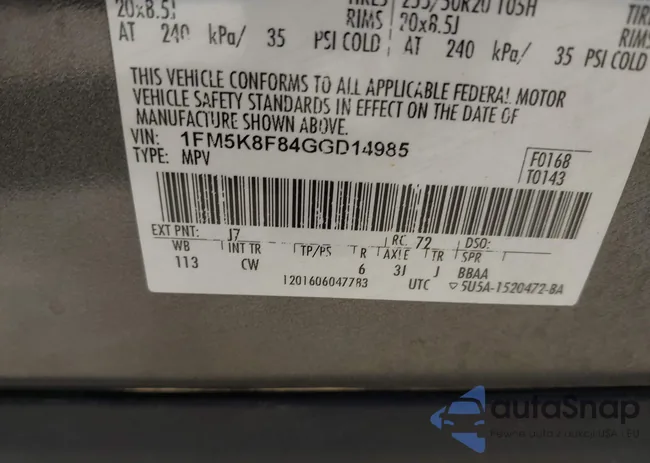 20x8.5J
AT 240 kPa/ 35 PSI COLD
RIMS 20x8.5J
AT 240 kPa/ 35 PSI COLD
RIMS
THIS VEHICLE CONFORMS TO ALL APPLICABLE FEDERAL MOTOR
VEHICLE SAFETY STANDARDS IN EFFECT ON THE DATE OF
MANUFACTURE SHOWN ABOVE.
VIN: 1FM5K8F84GGD14985
TYPE: MPV
F0168
T0143
EXT PNT: J7 RC: 72 DSO:
WB INT TR TP/PS R AXLE TR SPR
113 CW 6 3J J BBAA
1201606047783 UTC ▽5U5A-1520472-BA
autoSnap